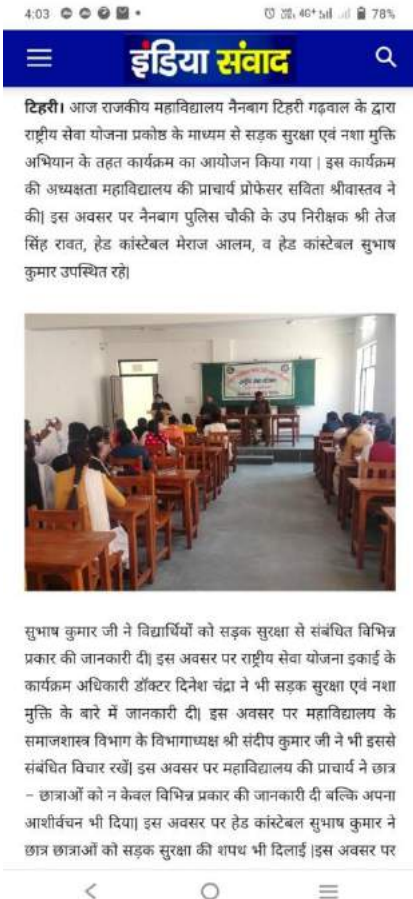 4:03
4G+ 78%
इंडिया संवाद
टिहरी। आज राजकीय महाविद्यालय नैनबाग टिहरी गढ़वाल के द्वारा
राष्ट्रीय सेवा योजना प्रकोष्ठ के माध्यम से सड़क सुरक्षा एवं नशा मुक्ति
अभियान के तहत कार्यक्रम का आयोजन किया गया | इस कार्यक्रम
की अध्यक्षता महाविद्यालय की प्राचार्य प्रोफेसर सविता श्रीवास्तव ने
की| इस अवसर पर नैनबाग पुलिस चौकी के उप निरीक्षक श्री तेज
सिंह रावत, हेड कांस्टेबल मेराज आलम, व हेड कांस्टेबल सुभाष
कुमार उपस्थित रहे|
सुभाष कुमार जी ने विद्यार्थियों को सड़क सुरक्षा से संबंधित विभिन्न
प्रकार की जानकारी दी| इस अवसर पर राष्ट्रीय सेवा योजना इकाई के
कार्यक्रम अधिकारी डॉक्टर दिनेश चंद्रा ने भी सड़क सुरक्षा एवं नशा
मुक्ति के बारे में जानकारी दी| इस अवसर पर महाविद्यालय के
समाजशास्त्र विभाग के विभागाध्यक्ष श्री संदीप कुमार जी ने भी इससे
संबंधित विचार रखें| इस अवसर पर महाविद्यालय की प्राचार्य ने छात्र
– छात्राओं को न केवल विभिन्न प्रकार की जानकारी दी बल्कि अपना
आशीर्वचन भी दिया| इस अवसर पर हेड कांस्टेबल सुभाष कुमार ने
छात्र छात्राओं को सड़क सुरक्षा की शपथ भी दिलाई |इस अवसर पर